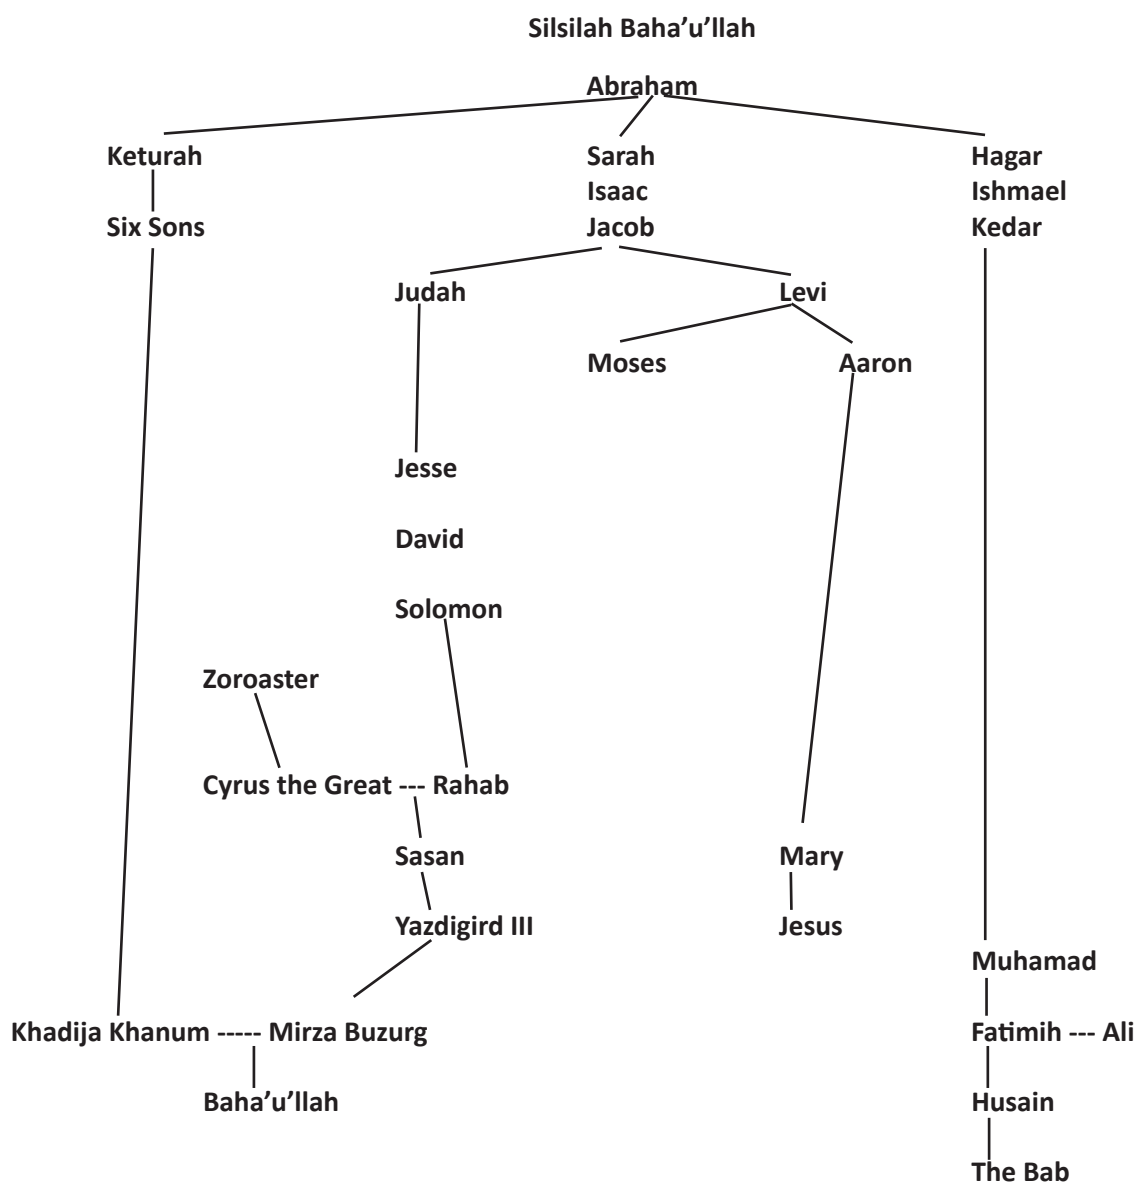 Silsilah Baha’u’llah
Abraham
Keturah Sarah Hagar
Isaac Ishmael
Six Sons Jacob Kedar
Judah Levi
Moses Aaron
Jesse
David
Solomon
Zoroaster
Cyrus the Great --- Rahab
Sasan Mary
Yazdigird III Jesus
Muhamad
Khadija Khanum ----- Mirza Buzurg Fatimih --- Ali
Baha’u’llah Husain
The Bab